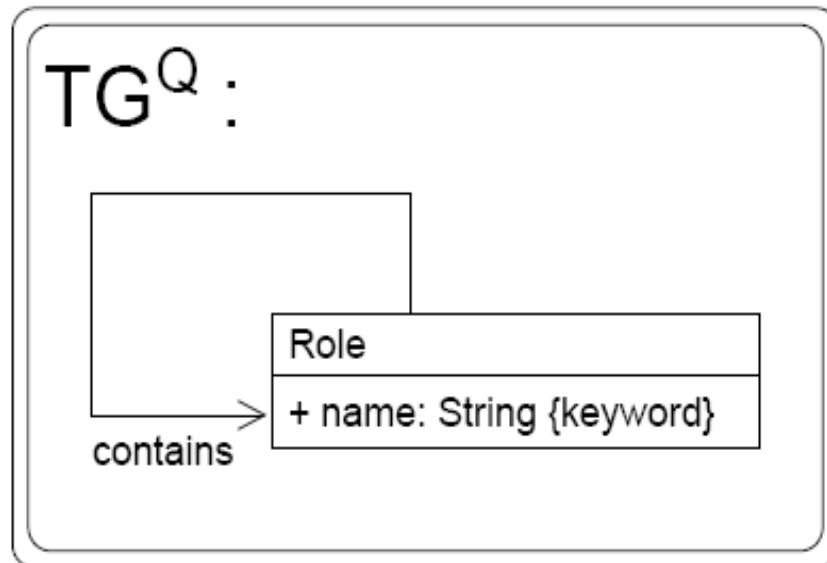 TG^Q :
Role
+ name: String {keyword}
contains